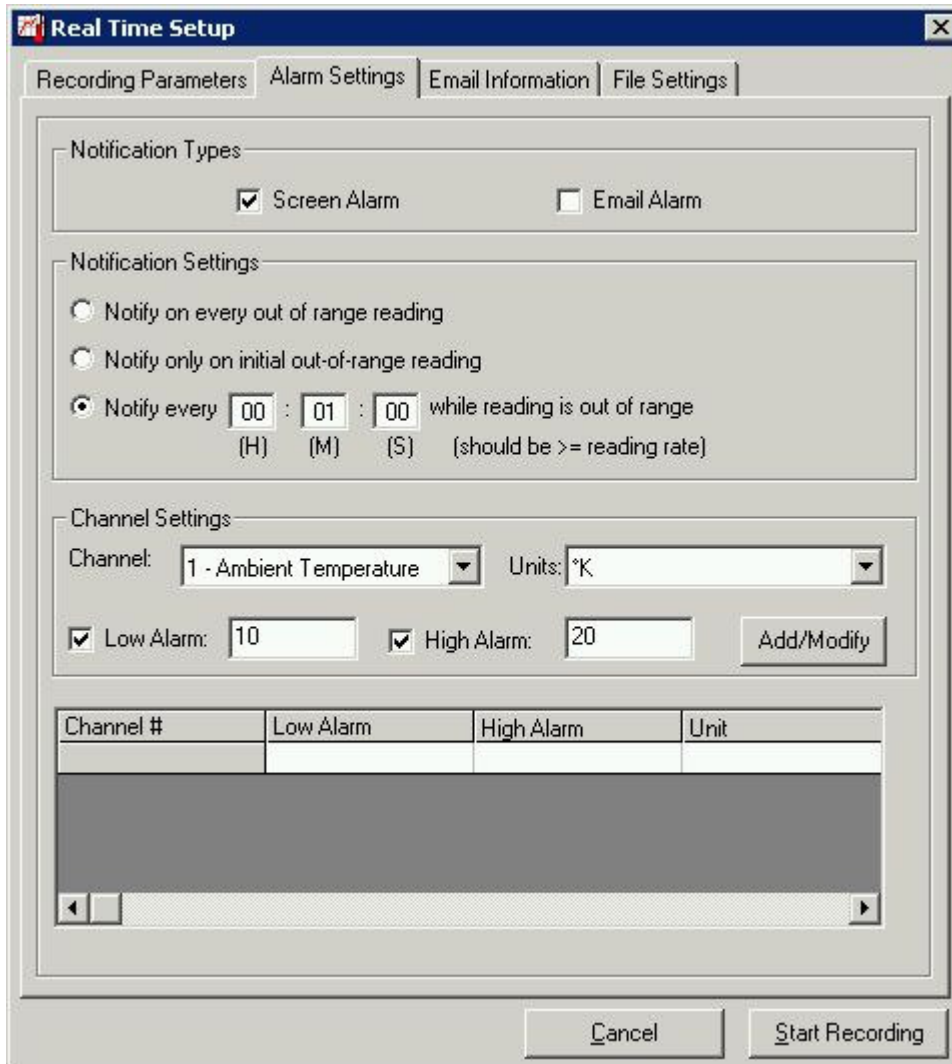 Real Time Setup
Recording Parameters Alarm Settings Email Information File Settings
Notification Types
Screen Alarm Email Alarm
Notification Settings
Notify on every out of range reading
Notify only on initial out-of-range reading
Notify every 00 : 01 : 00 while reading is out of range
(H) (M) (S) (should be >= reading rate)
Channel Settings
Channel: 1 - Ambient Temperature Units: °K
Low Alarm: 10 High Alarm: 20 Add/Modify
Channel # Low Alarm High Alarm Unit
Cancel Start Recording